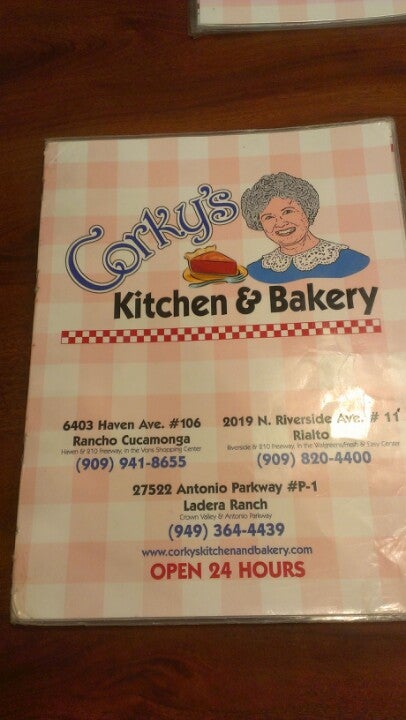 Corky's
Kitchen & Bakery
6403 Haven Ave. #106
Rancho Cucamonga
Haven & 210 Freeway, in the Vons Shopping Center
(909) 941-8655
2019 N. Riverside Ave. # 11
Rialto
Riverside & 210 Freeway, in the Walgreens/Fresh & Easy Center
(909) 820-4400
27522 Antonio Parkway #P-1
Ladera Ranch
Crown Valley & Antonio Parkway
(949) 364-4439
www.corkyskitchenandbakery.com
OPEN 24 HOURS